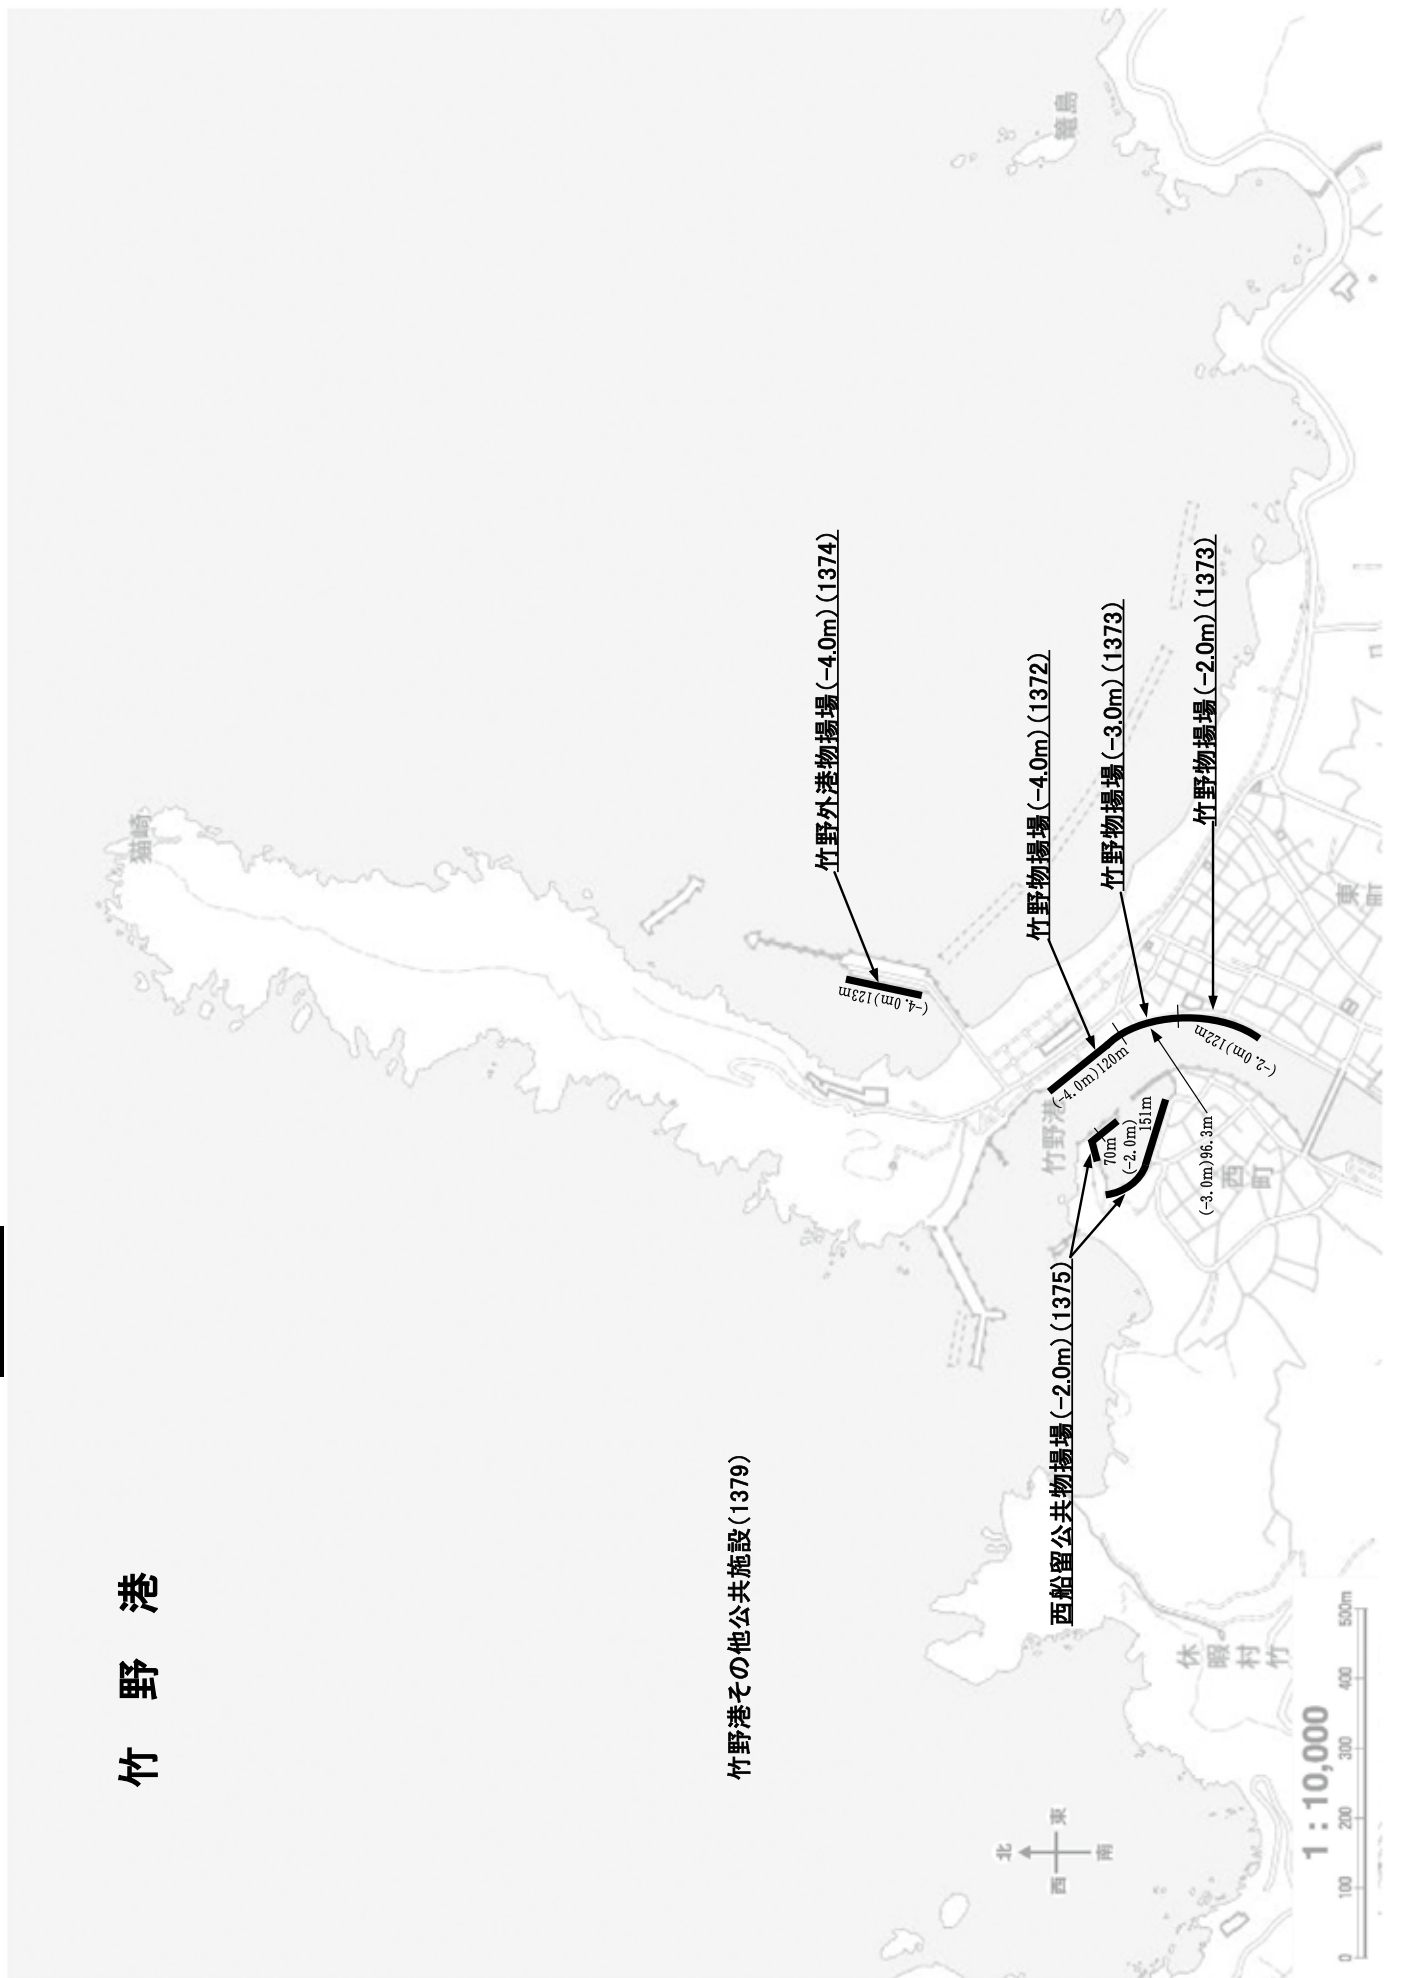 竹野港
猫崎
籠島
竹野外港物揚場(-4.0m)(1374)
(-4.0m)123m
竹野港その他公共施設(1379)
竹野物揚場(-4.0m)(1372)
(-4.0m)120m
竹野港
竹野物揚場(-3.0m)(1373)
竹野物揚場(-2.0m)(1373)
(-2.0m)122m
西船留公共物揚場(-2.0m)(1375)
70m
(-2.0m)
151m
(-3.0m)96.3m
西町
東町
休暇村竹
北
西
東
南
1:10,000
0 100 200 300 400 500m